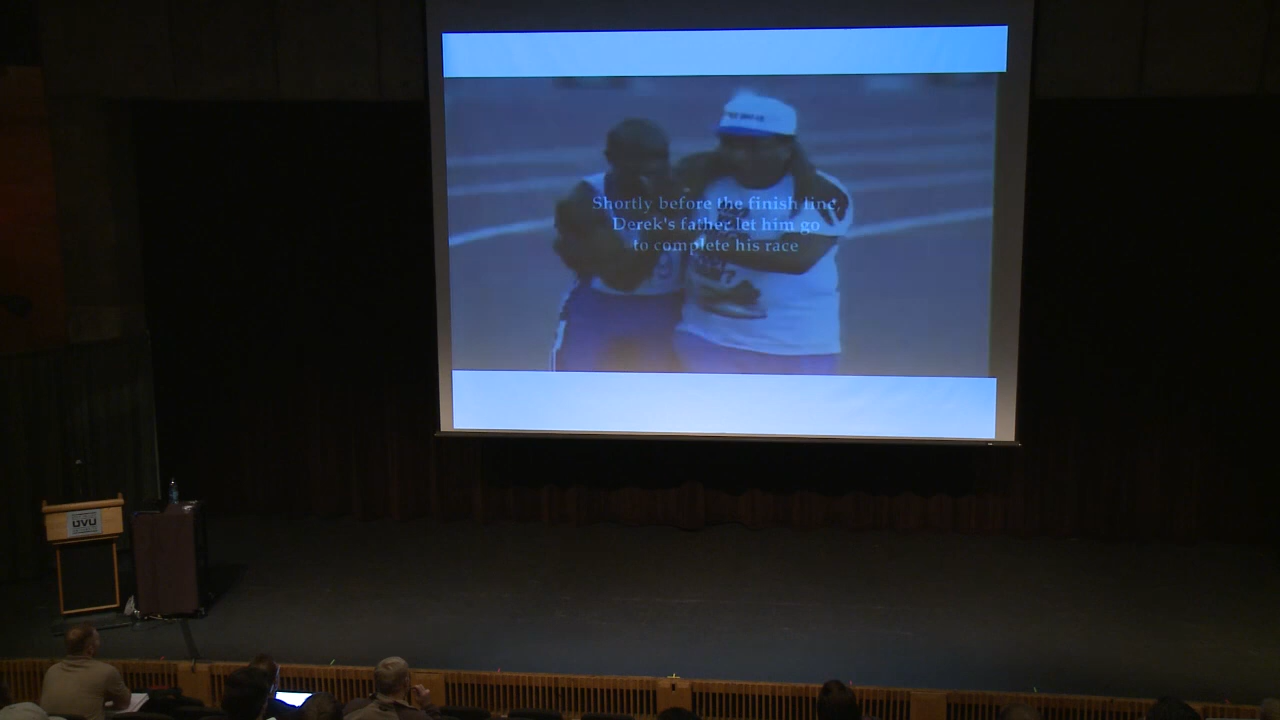 Shortly before the finish line,
Derek's father let him go
to complete his race
UVU